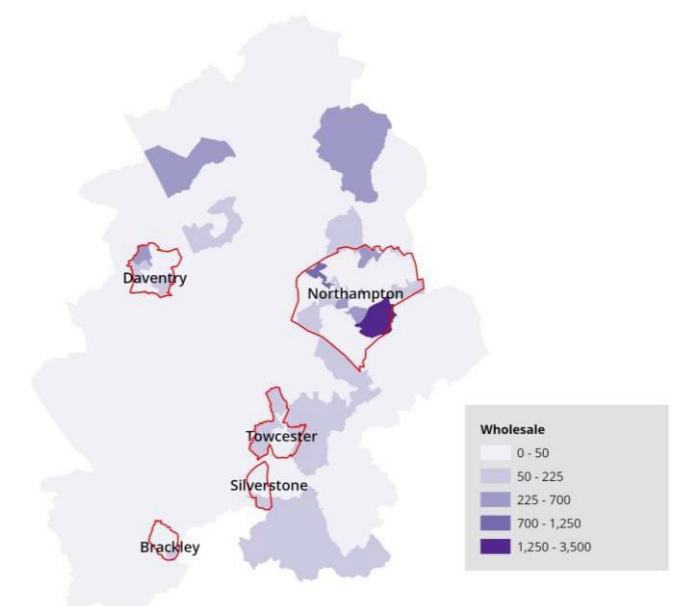 Daventry
Northampton
Towcester
Silverstone
Brackley
Wholesale
0 - 50
50 - 225
225 - 700
700 - 1,250
1,250 - 3,500